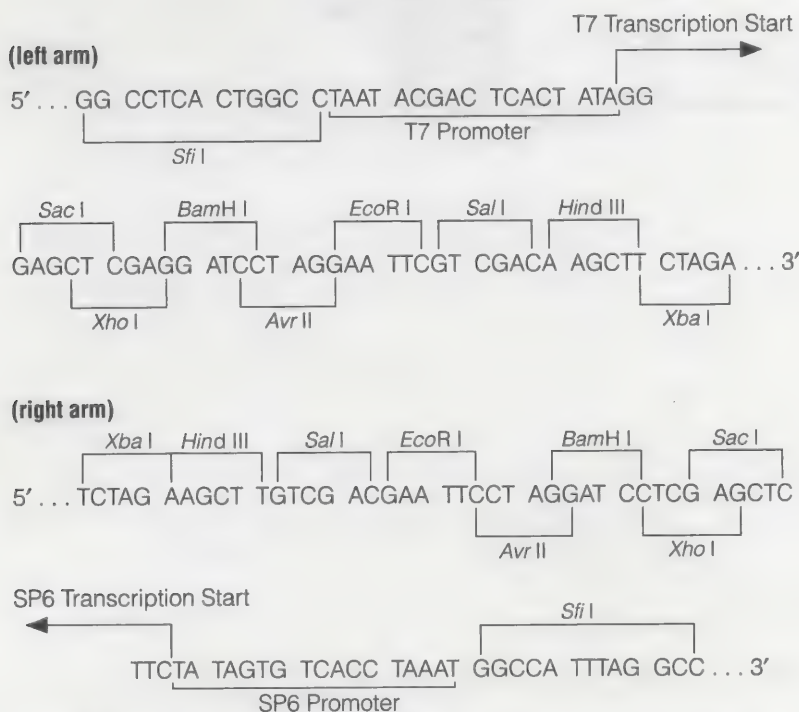 T7 Transcription Start
(left arm)
5′ . . . GG CCTCA CTGGC CTAAT ACGAC TCACT ATAGG
T7 Promoter
Sfi I
Sac I BamH I EcoR I Sal I Hind III
GAGCT CGAGG ATCCT AGGAA TTCGT CGACA AGCTT CTAGA . . . 3′
Xho I Avr II Xba I
(right arm)
Xba I Hind III Sal I EcoR I BamH I Sac I
5′ . . . TCTAG AAGCT TGTCG ACGAA TTCCT AGGAT CCTCG AGCTC
Avr II Xho I
SP6 Transcription Start
Sfi I
TTCTA TAGTG TCACC TAAAT GGCCA TTTAG GCC . . . 3′
SP6 Promoter